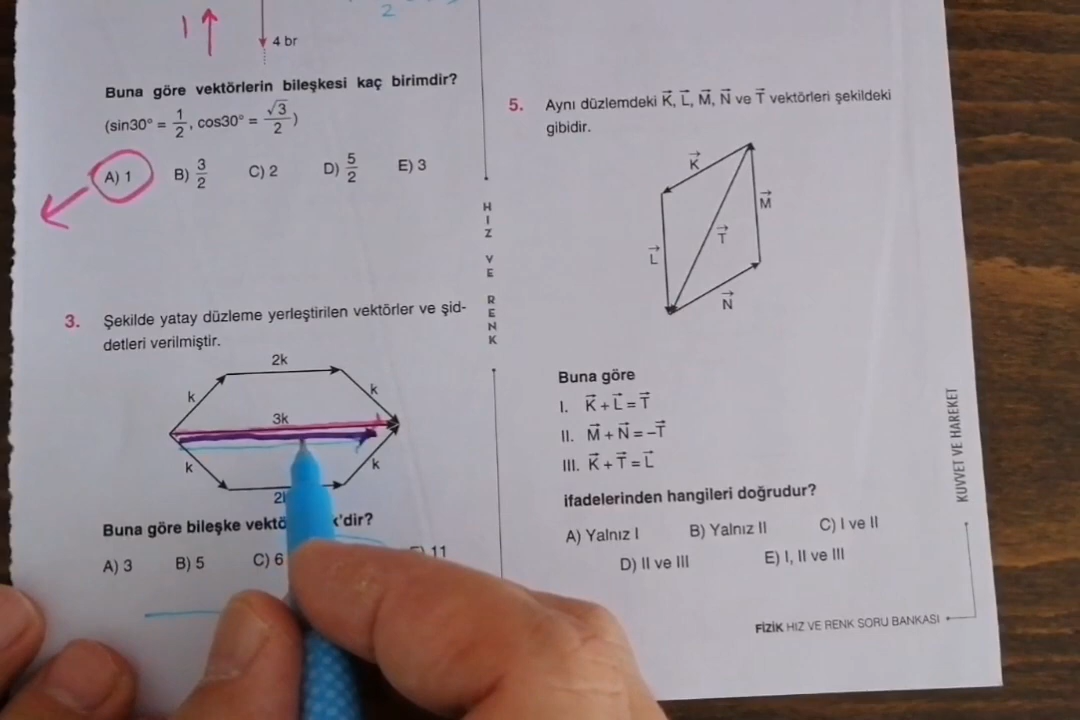 1
4 br
2
Buna göre vektörlerin bileşkesi kaç birimdir?
(sin30° = 1/2, cos30° = √3/2)
A) 1 B) 3/2 C) 2 D) 5/2 E) 3
3. Şekilde yatay düzleme yerleştirilen vektörler ve şid-
detleri verilmiştir.
2k
k k
3k
k k
Buna göre bileşke
A) 3 B) 5 C) 6 11
HIZ VE RENK
5. Aynı düzlemdeki K⃗, L⃗, M⃗, N⃗ ve T⃗ vektörleri şekildeki
gibidir.
K⃗
M⃗
T⃗
L⃗
N⃗
Buna göre
I. K⃗ + L⃗ = T⃗
II. M⃗ + N⃗ = –T⃗
III. K⃗ + T⃗ = L⃗
ifadelerinden hangileri doğrudur?
A) Yalnız I B) Yalnız II C) I ve II
D) II ve III E) I, II ve III
KUVVET VE HAREKET
FİZİK HIZ VE RENK SORU BANKASI